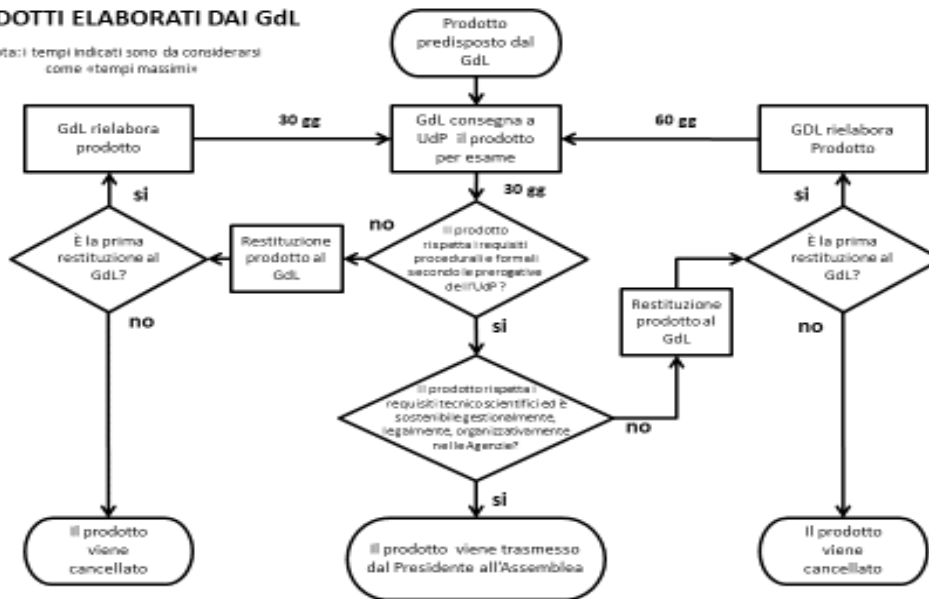 DOTTI ELABORATI DAI GdL
ta: i tempi indicati sono da considerarsi
come «tempi massimi»
Prodotto
predisposto dal
GdL
GdL rielabora
prodotto
30 gg
GdL consegna a
UdP il prodotto
per esame
60 gg
GDL rielabora
Prodotto
si
30 gg
si
È la prima
restituzione al
GdL?
Restituzione
prodotto al
GdL
no
Il prodotto
rispetta i requisiti
procedurali e formali
secondo le prerogative
dell'UdP ?
È la prima
restituzione al
GdL?
no
si
Restituzione
prodotto al
GdL
no
Il prodotto rispetta i
requisiti tecnico scientifici ed è
sostenibile gestionalmente,
legalmente, organizzativamente
nelle Agenzie?
no
si
Il prodotto
viene
cancellato
Il prodotto viene trasmesso
dal Presidente all'Assemblea
Il prodotto
viene
cancellato